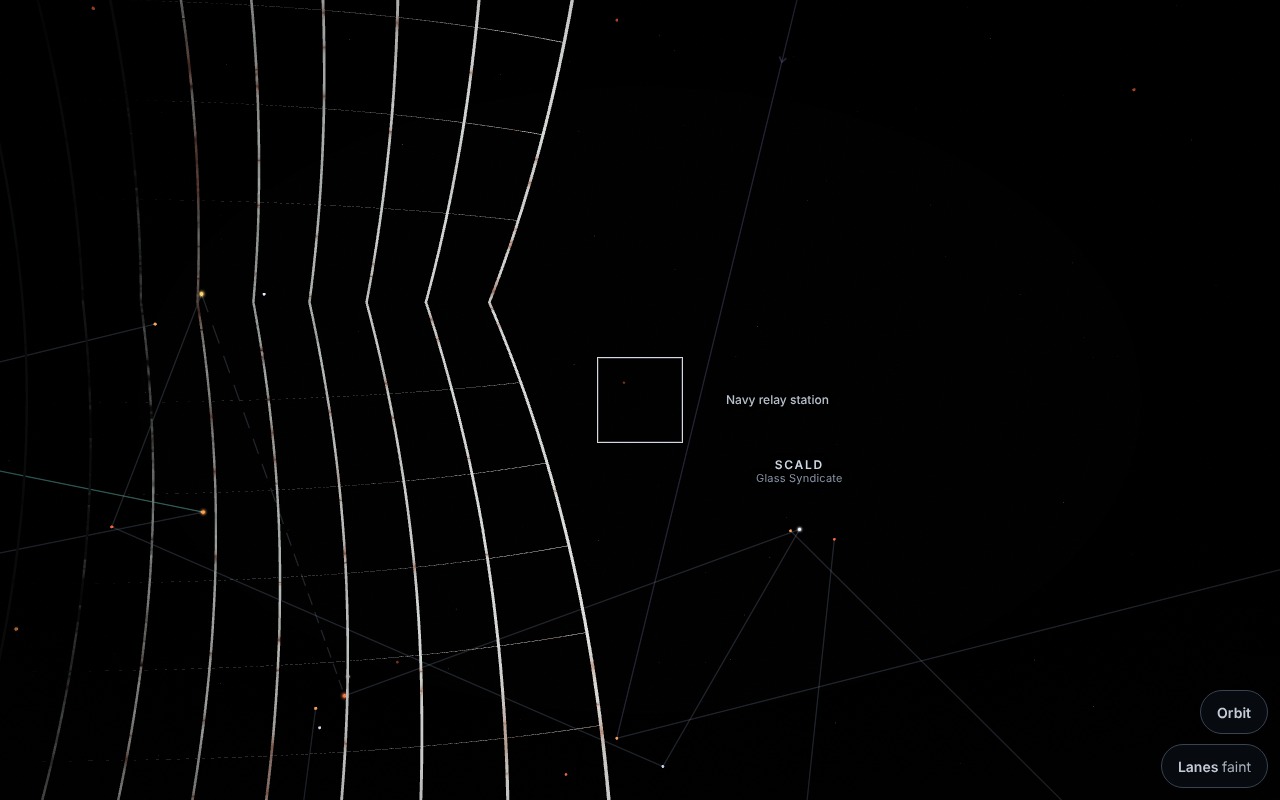 Navy relay station
SCALD
Glass Syndicate
Orbit
Lanes faint